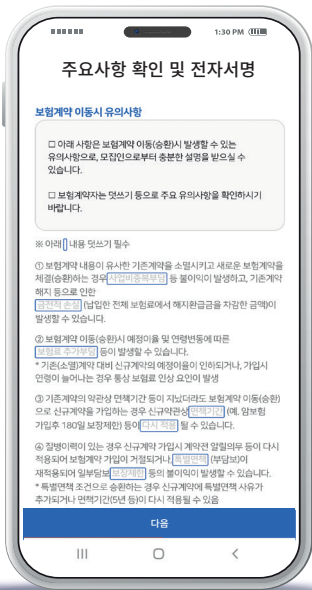 1:30 PM
주요사항 확인 및 전자서명
보험계약 이동시 유의사항
□ 아래 사항은 보험계약 이동(승환)시 발생할 수 있는
유의사항으로, 모집인으로부터 충분한 설명을 받으실 수
있습니다.
□ 보험계약자는 덧쓰기 등으로 주요 유의사항을 확인하시기
바랍니다.
※ 아래 내용 덧쓰기 필수
① 보험계약 내용이 유사한 기존계약을 소멸시키고 새로운 보험계약을
체결(승환)하는 경우 사업비중복부담 등 불이익이 발생하고, 기존계약
해지 등으로 인한
금전적 손실 (납입한 전체 보험료에서 해지환급금을 차감한 금액)이
발생할 수 있습니다.
② 보험계약 이동(승환)시 예정이율 및 연령변동에 따른
보험료 추가부담 등이 발생할 수 있습니다.
* 기존(소멸)계약 대비 신규계약의 예정이율이 인하되거나, 가입시
연령이 늘어나는 경우 통상 보험료 인상 요인이 발생
③ 기존계약의 약관상 면책기간 등이 지났더라도 보험계약 이동(승환)
으로 신규계약을 가입하는 경우 신규약관상 면책기간 (예, 암보험
가입후 180일 보장제한) 등이 다시 적용 될 수 있습니다.
④ 질병이력이 있는 경우 신규계약 가입시 계약전 알릴의무 등이 다시
적용되어 보험계약 가입이 거절되거나, 특별면책 (부담보)이
재적용되어 일부담보 보장제한 등의 불이익이 발생할 수 있습니다.
* 특별면책 조건으로 승환하는 경우 신규계약에 특별면책 사유가
추가되거나 면책기간(5년 등)이 다시 적용될 수 있음
다음